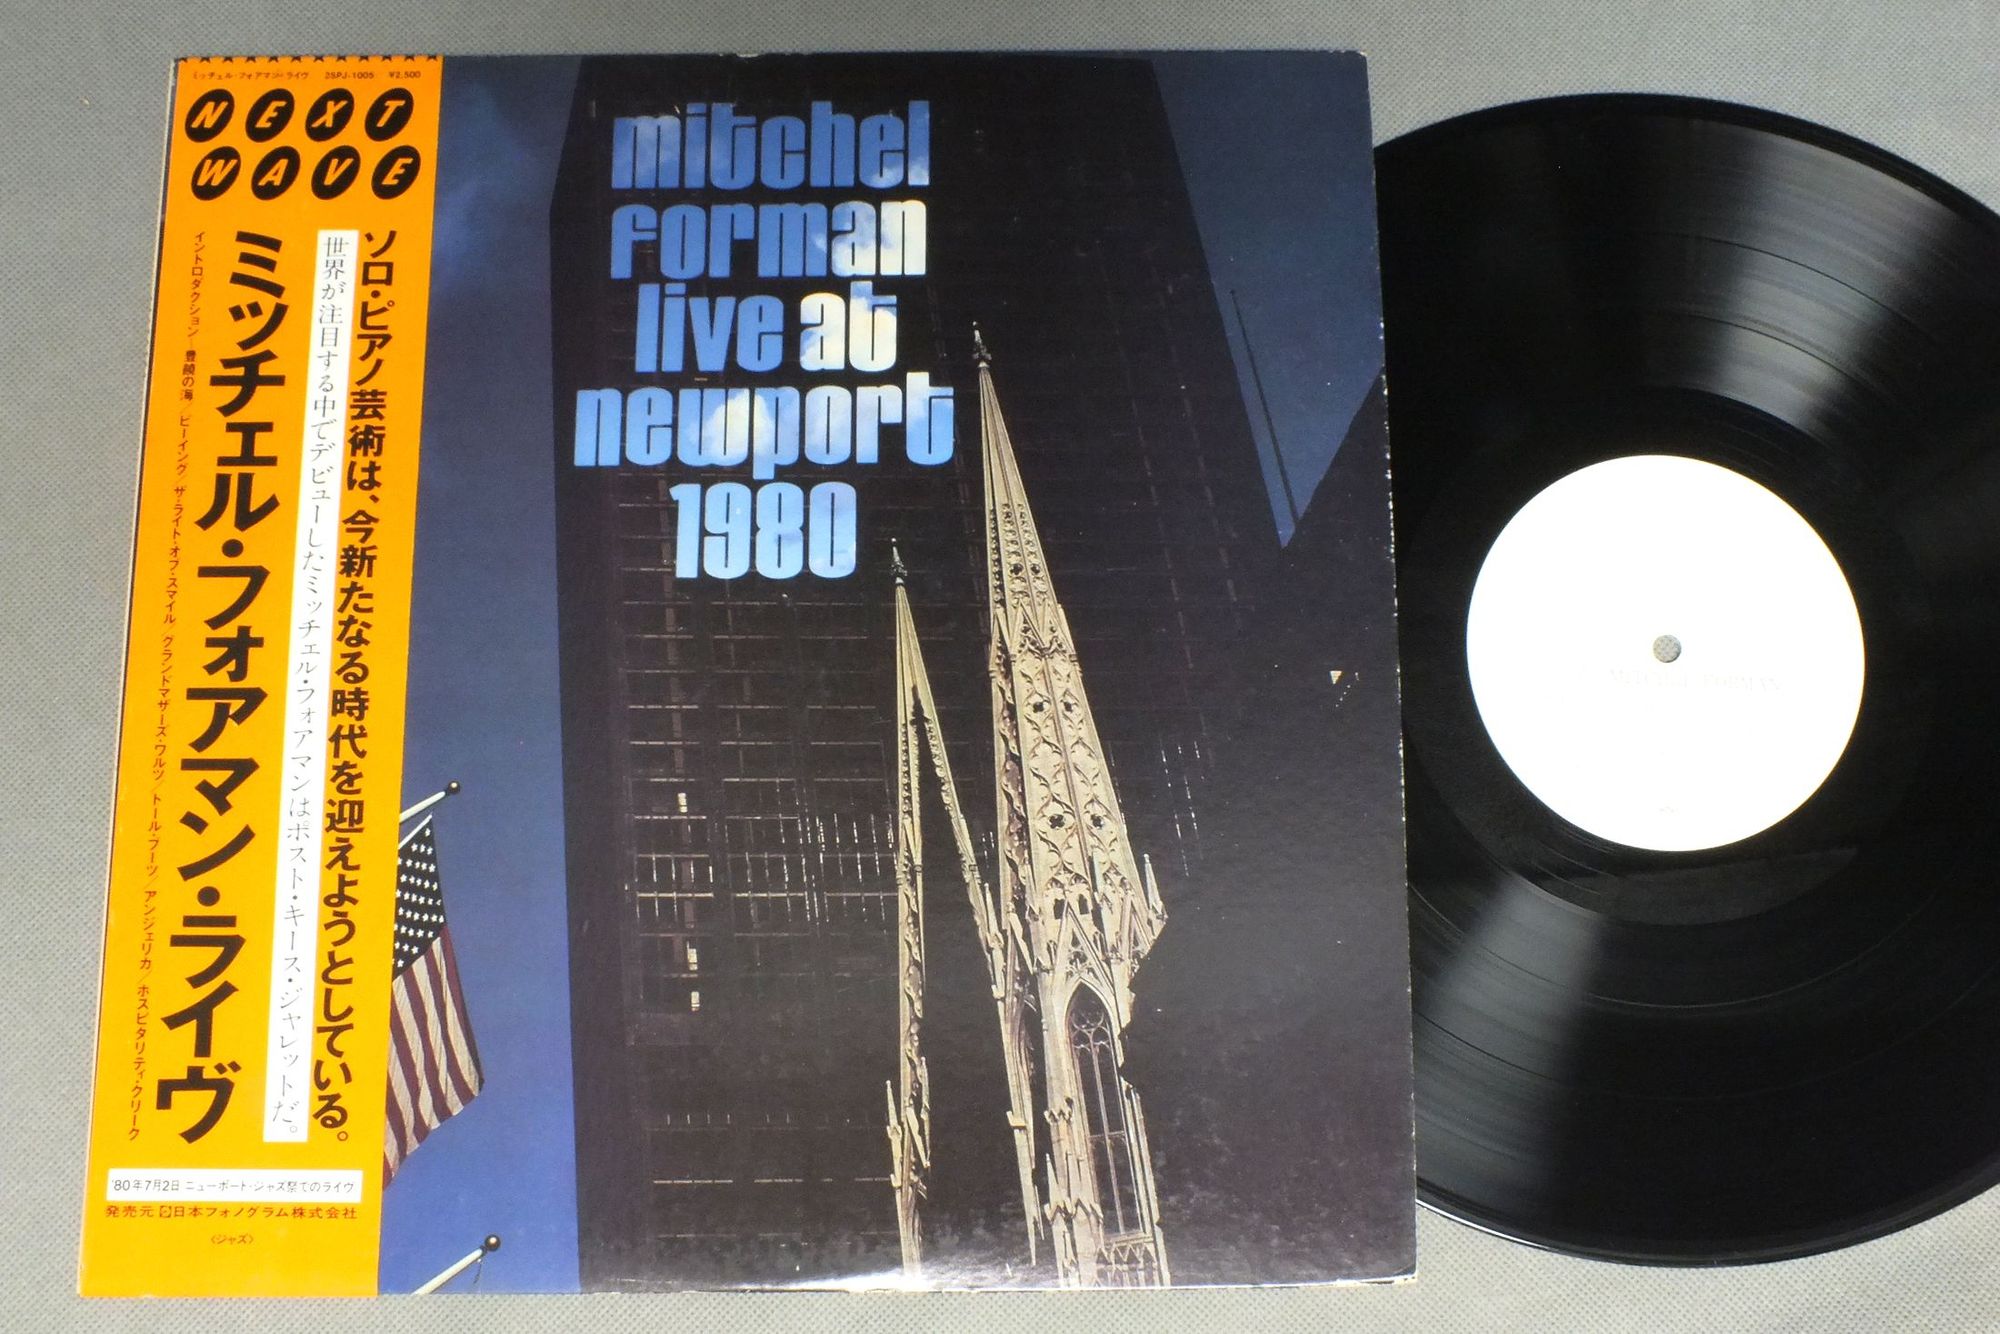 ミッチェル・フォアマン・ライヴ 25PJ-1005 ¥2,500
NEXT
WAVE
ソロ・ピアノ芸術は、今新たなる時代を迎えようとしている。
世界が注目する中でデビューしたミッチェル・フォアマンはポスト・キース・ジャレットだ。
ミッチェル・フォアマン・ライヴ
イントロダクション―豊饒の海/ビーイング/ザ・ライト・オブ・スマイル/グランドマザーズ・ワルツ/トール・ブーツ/アンジェリカ/ホスピタリティ・クリーク
'80年7月2日 ニューポート・ジャズ祭でのライヴ
発売元 日本フォノグラム株式会社
〈ジャズ〉
mitchel
forman
live at
newport
1980
MITCHEL FORMAN